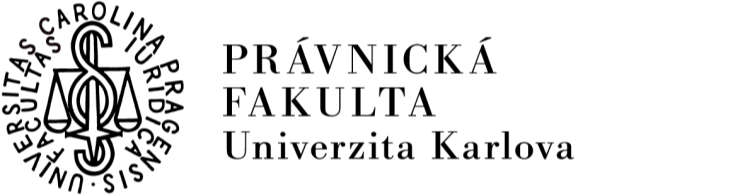 UNIVERSITAS CAROLINA PRAGENSIS
FACULTAS IURIDICA
PRÁVNICKÁ
FAKULTA
Univerzita Karlova